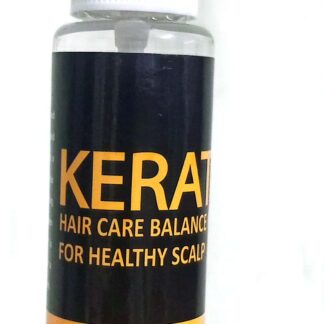 KERAT
HAIR CARE BALANCE
FOR HEALTHY SCALP